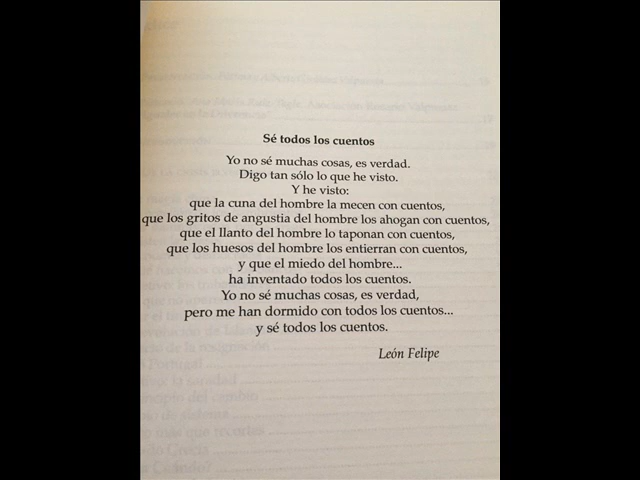 Sé todos los cuentos
Yo no sé muchas cosas, es verdad.
Digo tan sólo lo que he visto.
Y he visto:
que la cuna del hombre la mecen con cuentos,
que los gritos de angustia del hombre los ahogan con cuentos,
que el llanto del hombre lo taponan con cuentos,
que los huesos del hombre los entierran con cuentos,
y que el miedo del hombre...
ha inventado todos los cuentos.
Yo no sé muchas cosas, es verdad,
pero me han dormido con todos los cuentos...
y sé todos los cuentos.
León Felipe